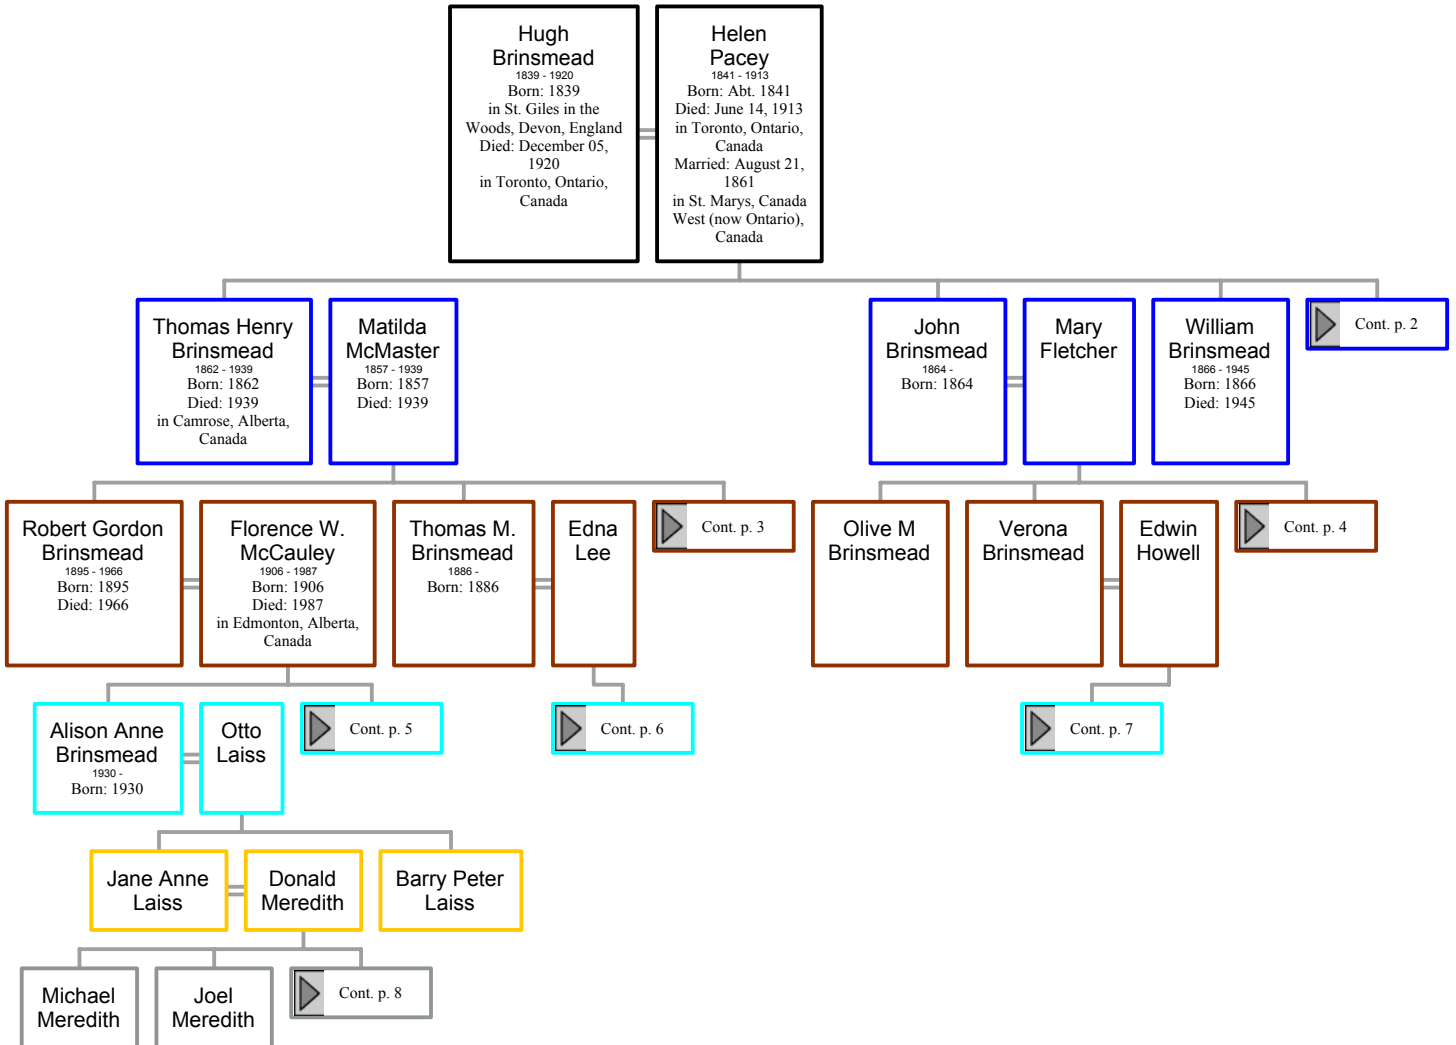 Hugh
Brinsmead
1839 - 1920
Born: 1839
in St. Giles in the
Woods, Devon, England
Died: December 05,
1920
in Toronto, Ontario,
Canada
Helen
Pacey
1841 - 1913
Born: Abt. 1841
Died: June 14, 1913
in Toronto, Ontario,
Canada
Married: August 21,
1861
in St. Marys, Canada
West (now Ontario),
Canada
Thomas Henry
Brinsmead
1862 - 1939
Born: 1862
Died: 1939
in Camrose, Alberta,
Canada
Matilda
McMaster
1857 - 1939
Born: 1857
Died: 1939
John
Brinsmead
1864 -
Born: 1864
Mary
Fletcher
William
Brinsmead
1866 - 1945
Born: 1866
Died: 1945
Cont. p. 2
Robert Gordon
Brinsmead
1895 - 1966
Born: 1895
Died: 1966
Florence W.
McCauley
1906 - 1987
Born: 1906
Died: 1987
in Edmonton, Alberta,
Canada
Thomas M.
Brinsmead
1886 -
Born: 1886
Edna
Lee
Cont. p. 3
Olive M
Brinsmead
Verona
Brinsmead
Edwin
Howell
Cont. p. 4
Alison Anne
Brinsmead
1930 -
Born: 1930
Otto
Laiss
Cont. p. 5
Cont. p. 6
Cont. p. 7
Jane Anne
Laiss
Donald
Meredith
Barry Peter
Laiss
Michael
Meredith
Joel
Meredith
Cont. p. 8